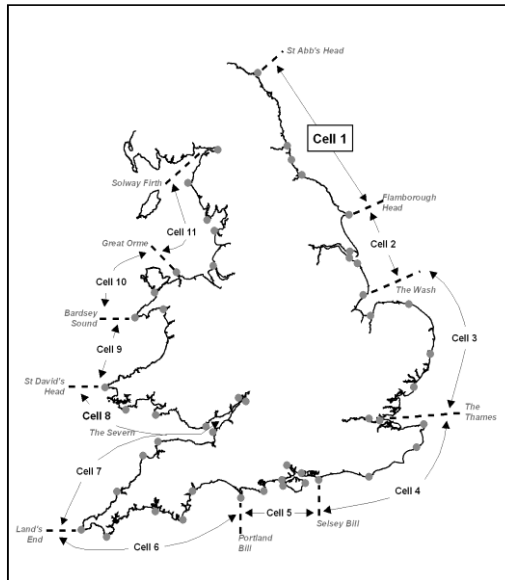 St Abb's Head
Cell 1
Solway Firth
Flamborough
Head
Cell 11
Great Orme
Cell 2
Cell 10
The Wash
Bardsey
Sound
Cell 3
Cell 9
St David's
Head
Cell 8
The
Thames
The Severn
Cell 7
Cell 4
Cell 5
Selsey Bill
Land's
End
Cell 6
Portland
Bill